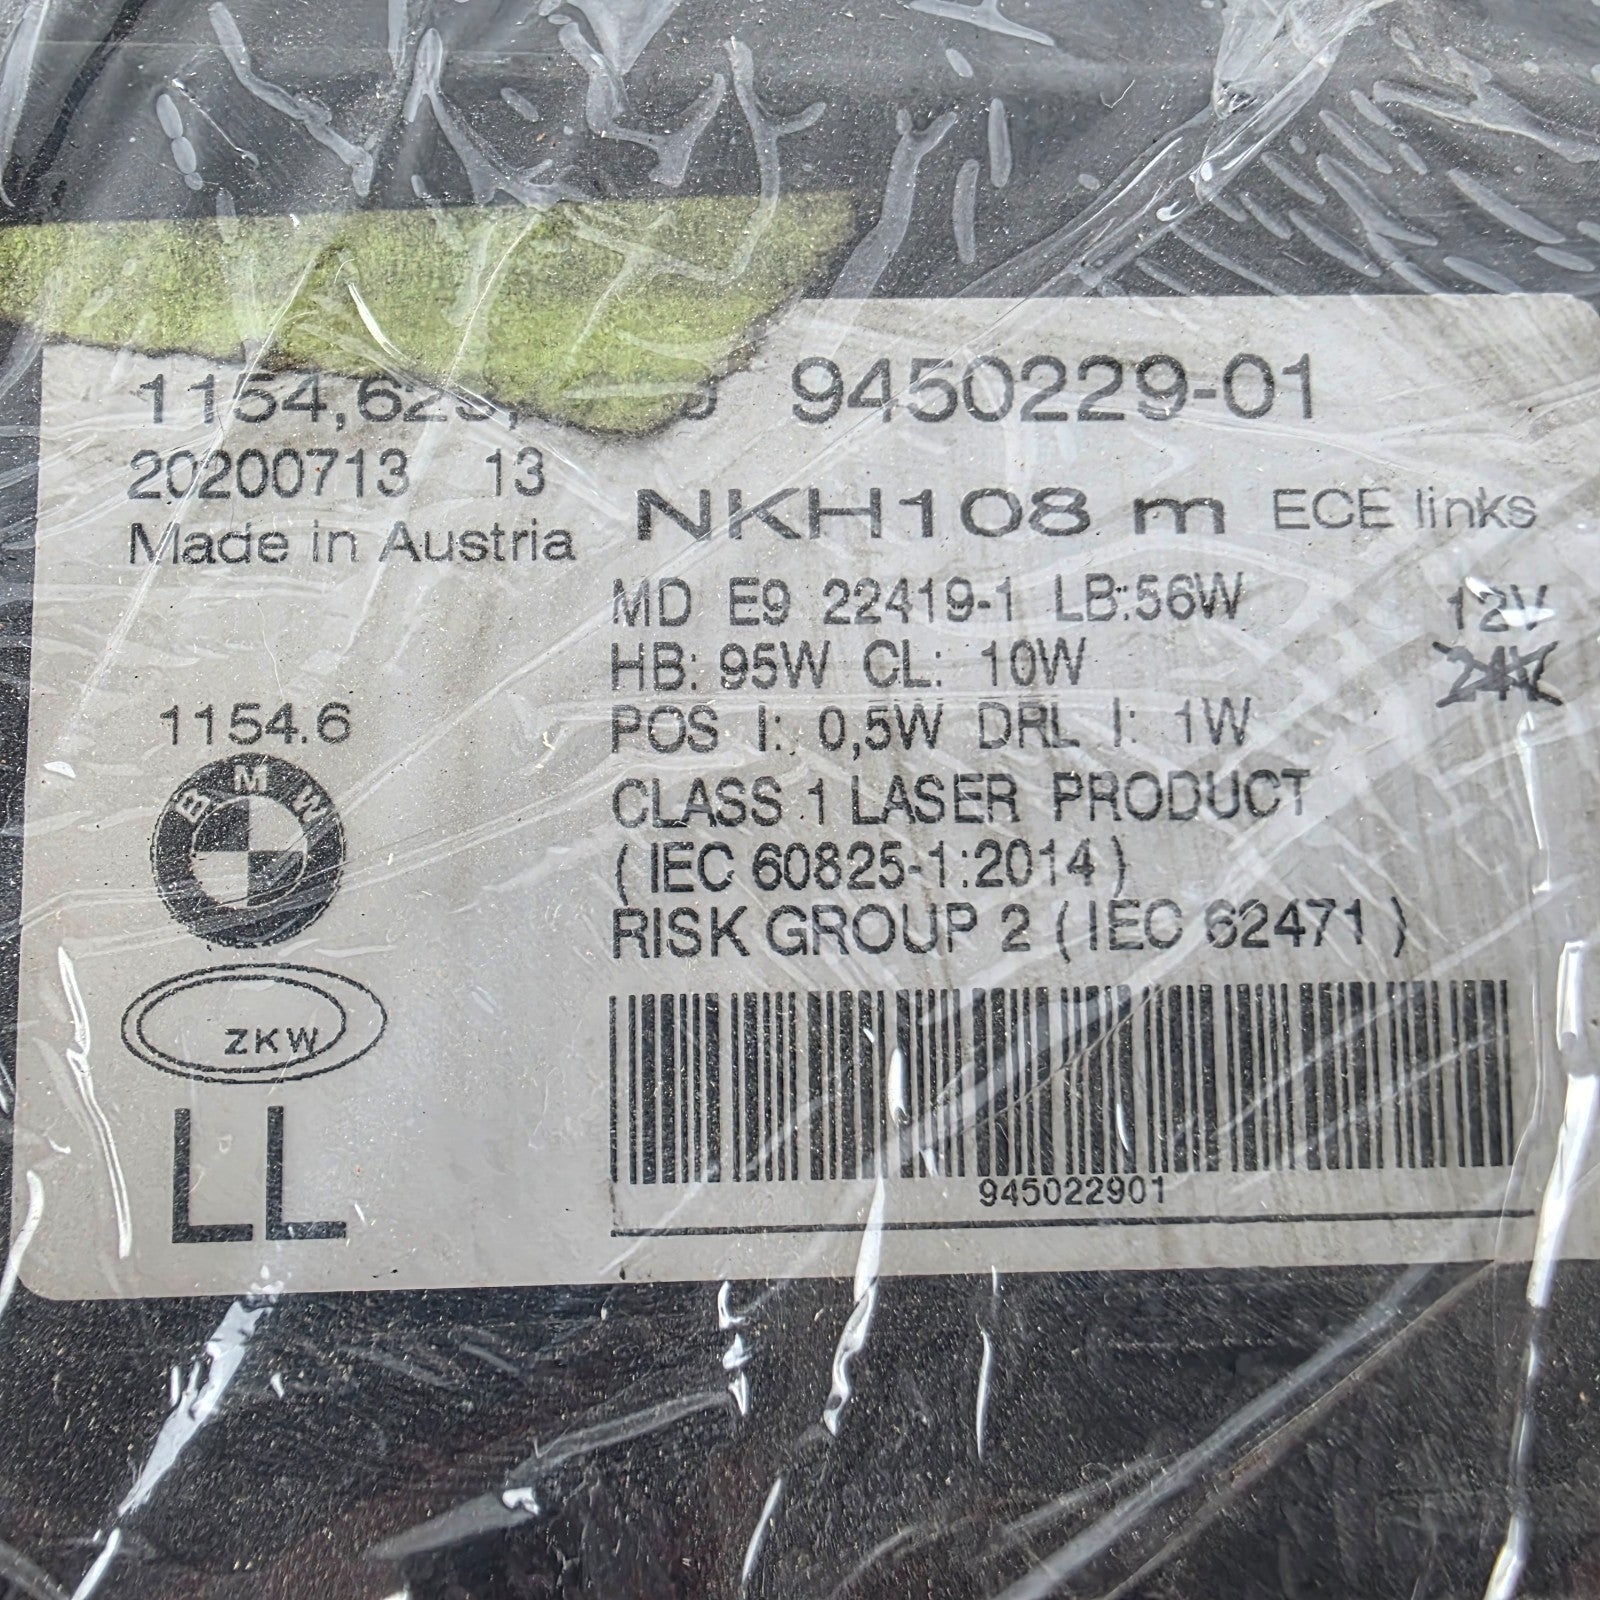 9450229-01
20200713 13
Made in Austria
NKH108 m ECE links
MD E9 22419-1 LB:56W 12V
HB: 95W CL: 10W 24V
POS I: 0,5W DRL I: 1W
CLASS 1 LASER PRODUCT
(IEC 60825-1:2014)
RISK GROUP 2 (IEC 62471)
1154.6
BMW
ZKW
LL
945022901